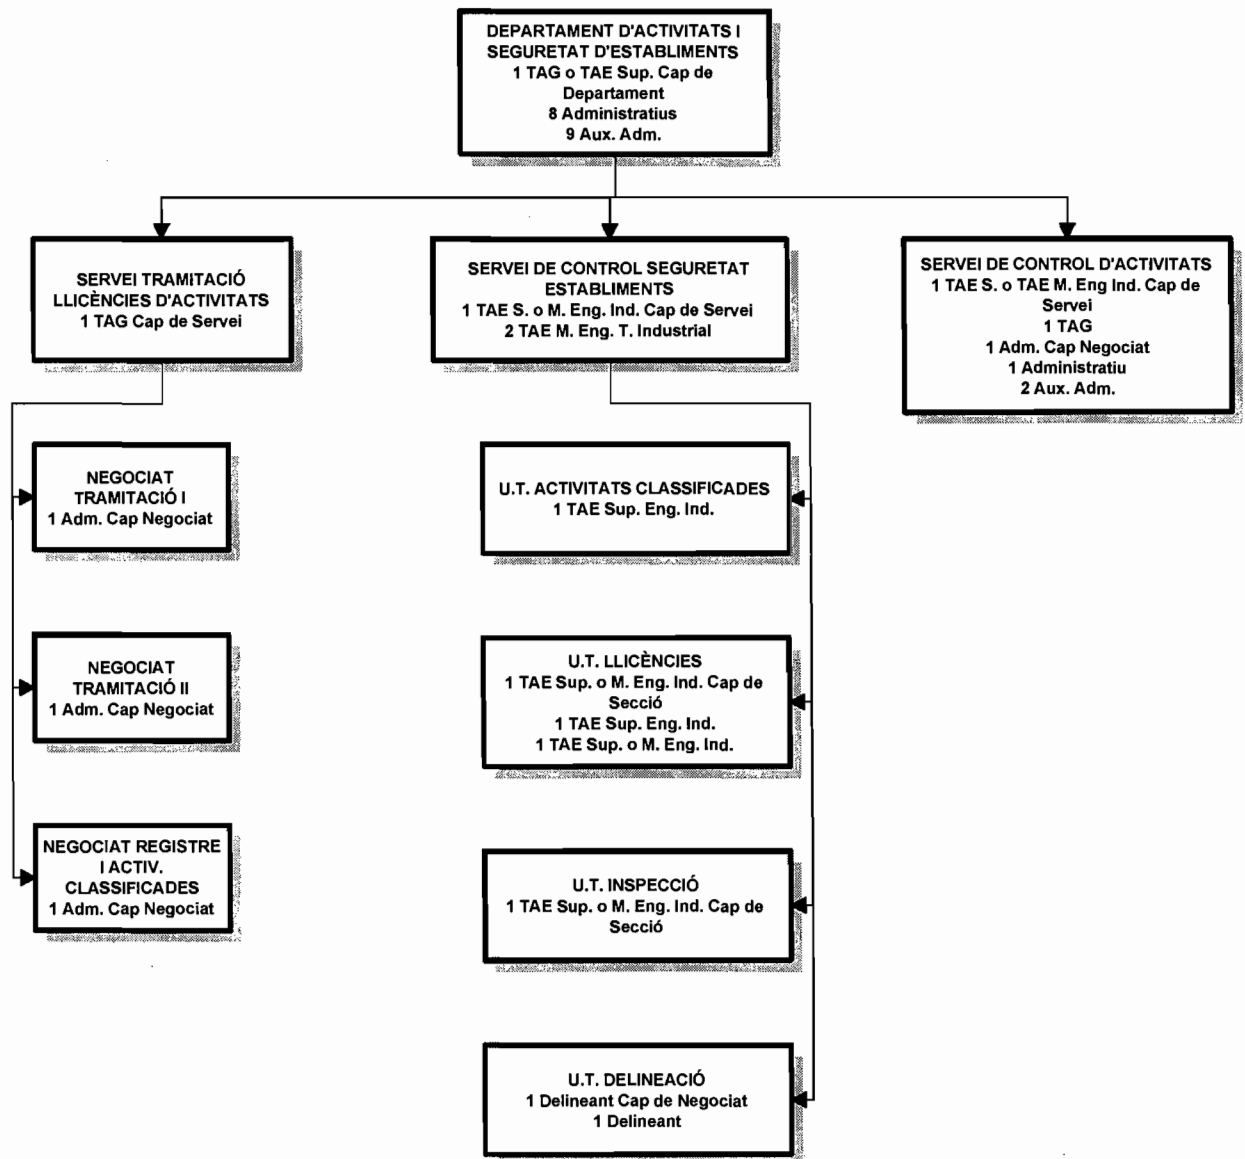 DEPARTAMENT D'ACTIVITATS I
SEGURETAT D'ESTABLIMENTS
1 TAG o TAE Sup. Cap de
Departament
8 Administratius
9 Aux. Adm.
SERVEI TRAMITACIÓ
LLICÈNCIES D'ACTIVITATS
1 TAG Cap de Servei
SERVEI DE CONTROL SEGURETAT
ESTABLIMENTS
1 TAE S. o M. Eng. Ind. Cap de Servei
2 TAE M. Eng. T. Industrial
SERVEI DE CONTROL D'ACTIVITATS
1 TAE S. o TAE M. Eng Ind. Cap de
Servei
1 TAG
1 Adm. Cap Negociat
1 Administratiu
2 Aux. Adm.
NEGOCIAT
TRAMITACIÓ I
1 Adm. Cap Negociat
NEGOCIAT
TRAMITACIÓ II
1 Adm. Cap Negociat
NEGOCIAT REGISTRE
I ACTIV.
CLASSIFICADES
1 Adm. Cap Negociat
U.T. ACTIVITATS CLASSIFICADES
1 TAE Sup. Eng. Ind.
U.T. LLICÈNCIES
1 TAE Sup. o M. Eng. Ind. Cap de
Secció
1 TAE Sup. Eng. Ind.
1 TAE Sup. o M. Eng. Ind.
U.T. INSPECCIÓ
1 TAE Sup. o M. Eng. Ind. Cap de
Secció
U.T. DELINEACIÓ
1 Delineant Cap de Negociat
1 Delineant